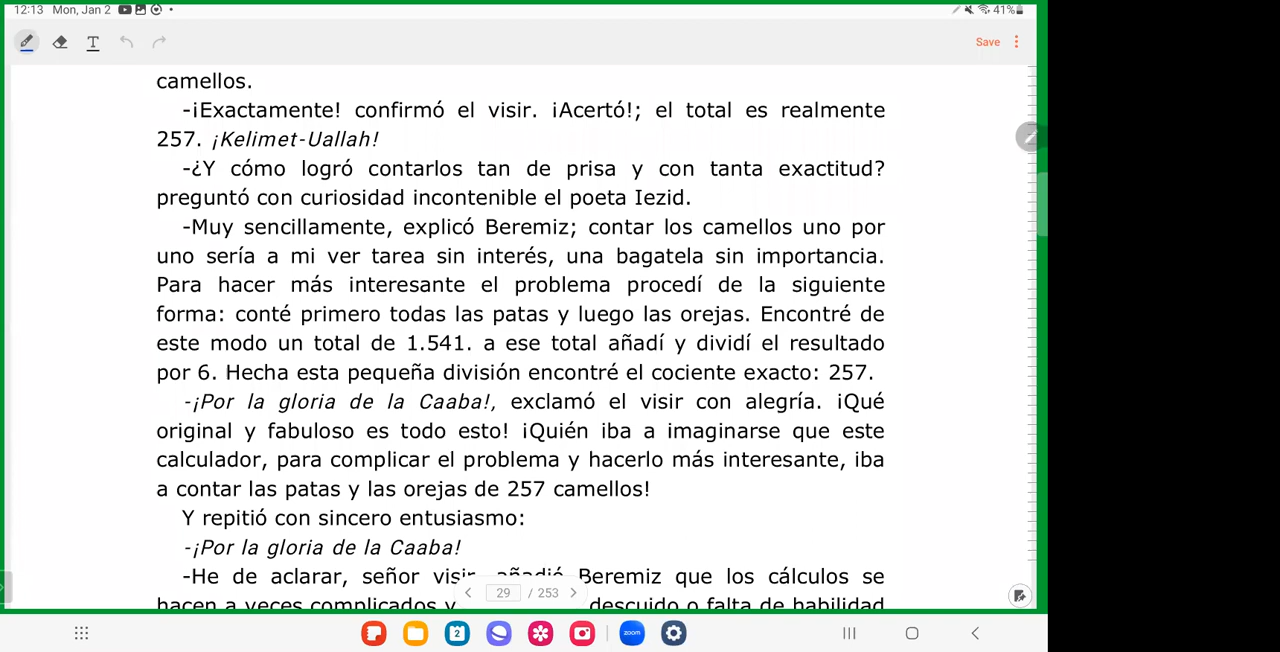 12:13 Mon, Jan 2
41%
T
Save
camellos.
-¡Exactamente! confirmó el visir. ¡Acertó!; el total es realmente
257. ¡Kelimet-Uallah!
-¿Y cómo logró contarlos tan de prisa y con tanta exactitud?
preguntó con curiosidad incontenible el poeta Iezid.
-Muy sencillamente, explicó Beremiz; contar los camellos uno por
uno sería a mi ver tarea sin interés, una bagatela sin importancia.
Para hacer más interesante el problema procedí de la siguiente
forma: conté primero todas las patas y luego las orejas. Encontré de
este modo un total de 1.541. a ese total añadí y dividí el resultado
por 6. Hecha esta pequeña división encontré el cociente exacto: 257.
-¡Por la gloria de la Caaba!, exclamó el visir con alegría. ¡Qué
original y fabuloso es todo esto! ¡Quién iba a imaginarse que este
calculador, para complicar el problema y hacerlo más interesante, iba
a contar las patas y las orejas de 257 camellos!
Y repitió con sincero entusiasmo:
-¡Por la gloria de la Caaba!
-He de aclarar, señor visir, añadió Beremiz que los cálculos se
hacen a veces complicados y descuido o falta de habilidad
29 / 253
2
zoom